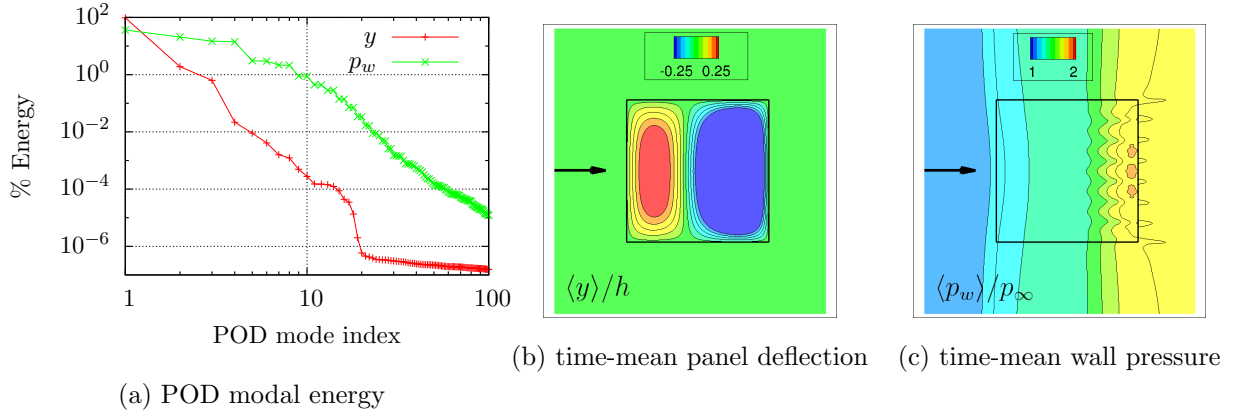 10^2
10^0
10^-2
10^-4
10^-6
% Energy
y
p_w
1
10
100
POD mode index
(a) POD modal energy
-0.25 0.25
⟨y⟩/h
(b) time-mean panel deflection
1 2
⟨p_w⟩/p_∞
(c) time-mean wall pressure